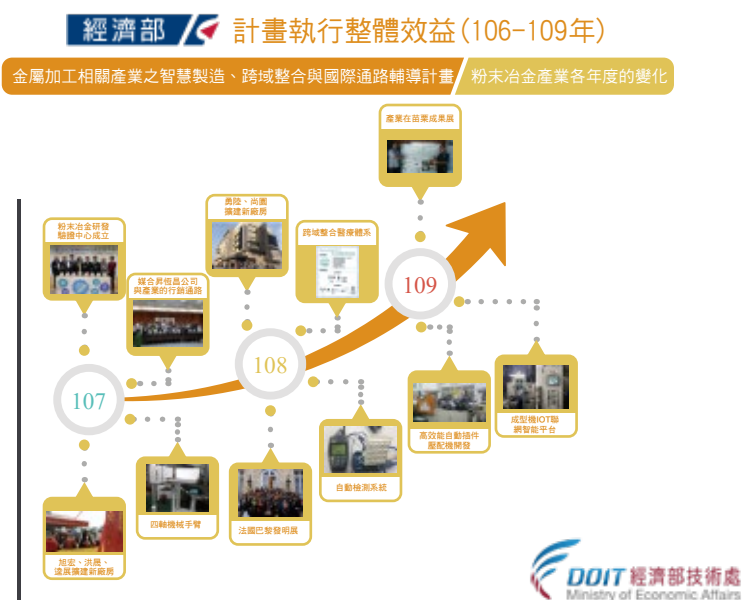 經濟部
計畫執行整體效益(106-109年)
金屬加工相關產業之智慧製造、跨域整合與國際通路輔導計畫
粉末冶金產業各年度的變化
產業在苗栗成果展
勇陸、尚圜
擴建新廠房
粉末冶金研發
驗證中心成立
跨域整合醫療體系
媒合昇恆昌公司
與產業的行銷通路
109
108
107
成型機IOT聯
網智能平台
高效能自動插件
壓配機開發
自動檢測系統
四軸機械手臂
法國巴黎發明展
旭宏、洪晟、
達展擴建新廠房
DOIT 經濟部技術處
Ministry of Economic Affairs